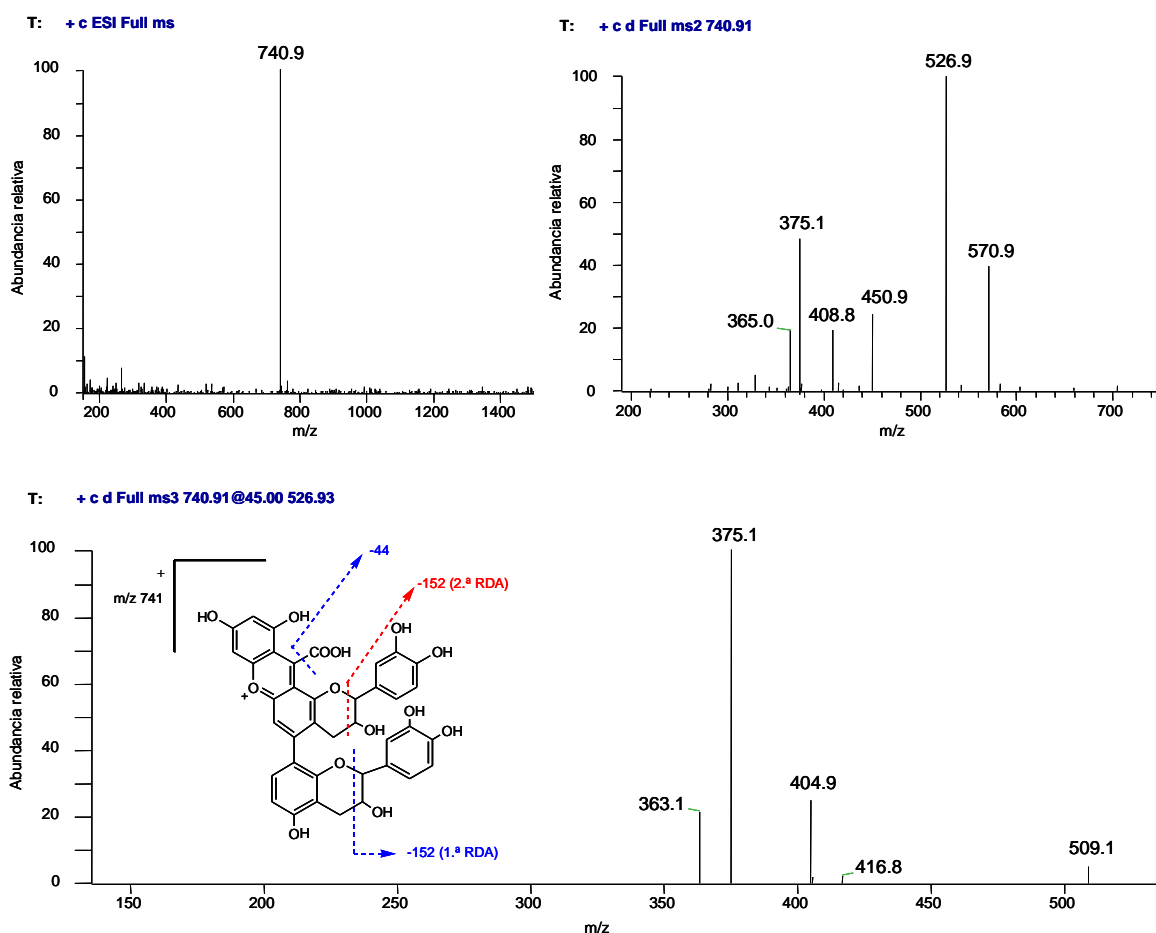 T: + c ESI Full ms
740.9
100
80
60
40
20
0
Abundancia relativa
200 400 600 800 1000 1200 1400
m/z
T: + c d Full ms2 740.91
526.9
100
80
60
40
20
0
Abundancia relativa
375.1
570.9
450.9
408.8
365.0
200 300 400 500 600 700
m/z
T: + c d Full ms3 740.91@45.00 526.93
100
80
60
40
20
0
Abundancia relativa
375.1
404.9
363.1
416.8
509.1
150 200 250 300 350 400 450 500
m/z
+
m/z 741
-44
-152 (2.ª RDA)
HO
OH
COOH
OH
OH
O
O
+
OH
OH
OH
O
OH
OH
-152 (1.ª RDA)